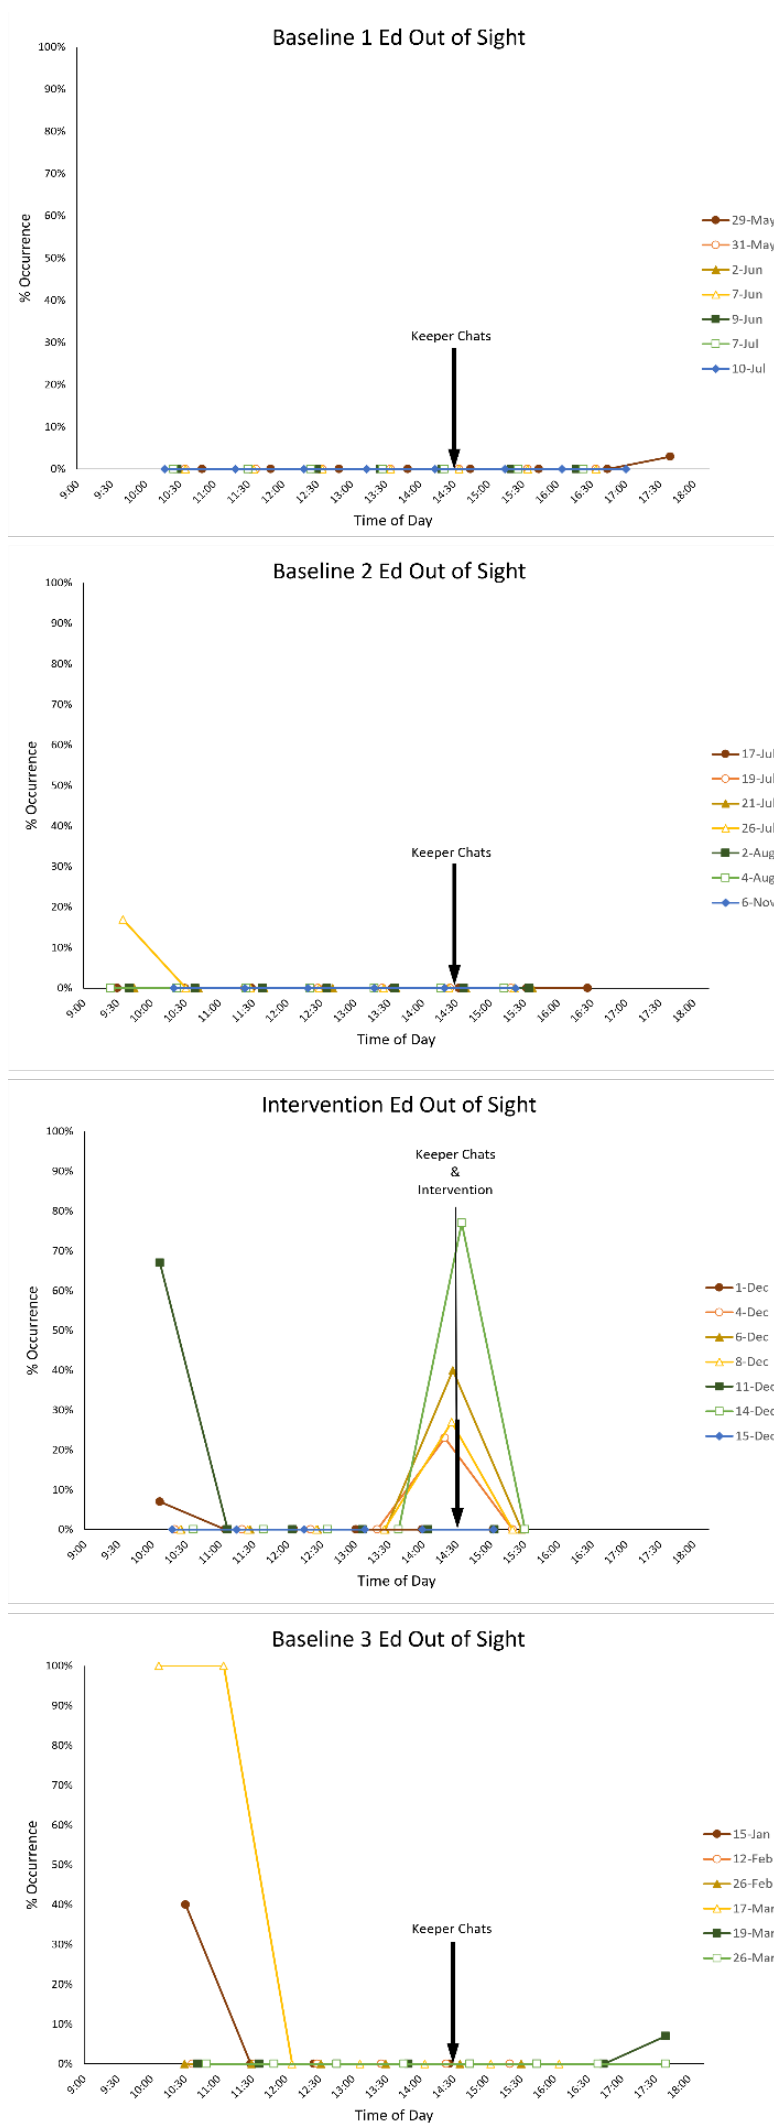 Baseline 1 Ed Out of Sight
100%
90%
80%
70%
60%
50%
40%
30%
20%
10%
0%
% Occurrence
Keeper Chats
9:00 9:30 10:00 10:30 11:00 11:30 12:00 12:30 13:00 13:30 14:00 14:30 15:00 15:30 16:00 16:30 17:00 17:30 18:00
Time of Day
29-May
31-May
2-Jun
7-Jun
9-Jun
7-Jul
10-Jul
Baseline 2 Ed Out of Sight
100%
90%
80%
70%
60%
50%
40%
30%
20%
10%
0%
% Occurrence
Keeper Chats
9:00 9:30 10:00 10:30 11:00 11:30 12:00 12:30 13:00 13:30 14:00 14:30 15:00 15:30 16:00 16:30 17:00 17:30 18:00
Time of Day
17-Jul
19-Jul
21-Jul
26-Jul
2-Aug
4-Aug
6-Nov
Intervention Ed Out of Sight
100%
90%
80%
70%
60%
50%
40%
30%
20%
10%
0%
% Occurrence
Keeper Chats
&
Intervention
9:00 9:30 10:00 10:30 11:00 11:30 12:00 12:30 13:00 13:30 14:00 14:30 15:00 15:30 16:00 16:30 17:00 17:30 18:00
Time of Day
1-Dec
4-Dec
6-Dec
8-Dec
11-Dec
14-Dec
15-Dec
Baseline 3 Ed Out of Sight
100%
90%
80%
70%
60%
50%
40%
30%
20%
10%
0%
% Occurrence
Keeper Chats
9:00 9:30 10:00 10:30 11:00 11:30 12:00 12:30 13:00 13:30 14:00 14:30 15:00 15:30 16:00 16:30 17:00 17:30 18:00
Time of Day
15-Jan
12-Feb
26-Feb
17-Mar
19-Mar
26-Mar